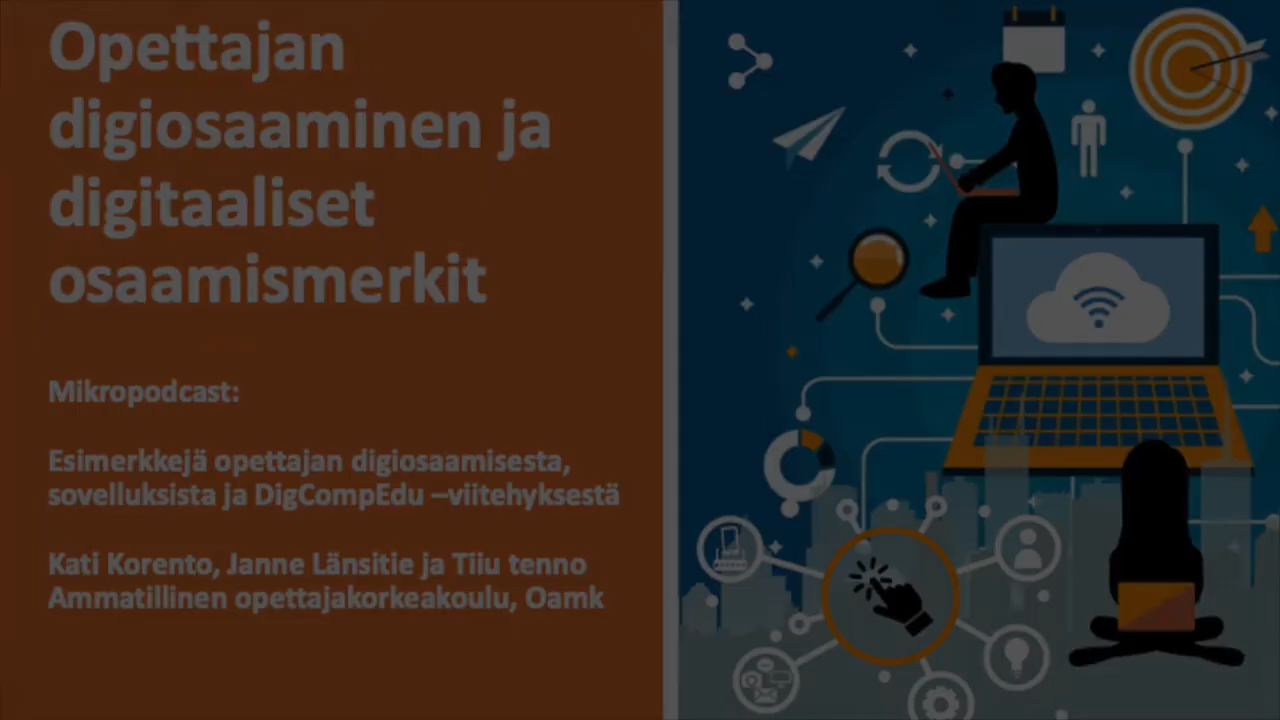 Opettajan
digiosaaminen ja
digitaaliset
osaamismerkit
Mikropodcast:
Esimerkkejä opettajan digiosaamisesta,
sovelluksista ja DigCompEdu –viitehyksestä
Kati Korento, Janne Länsitie ja Tiiu tenno
Ammatillinen opettajakorkeakoulu, Oamk